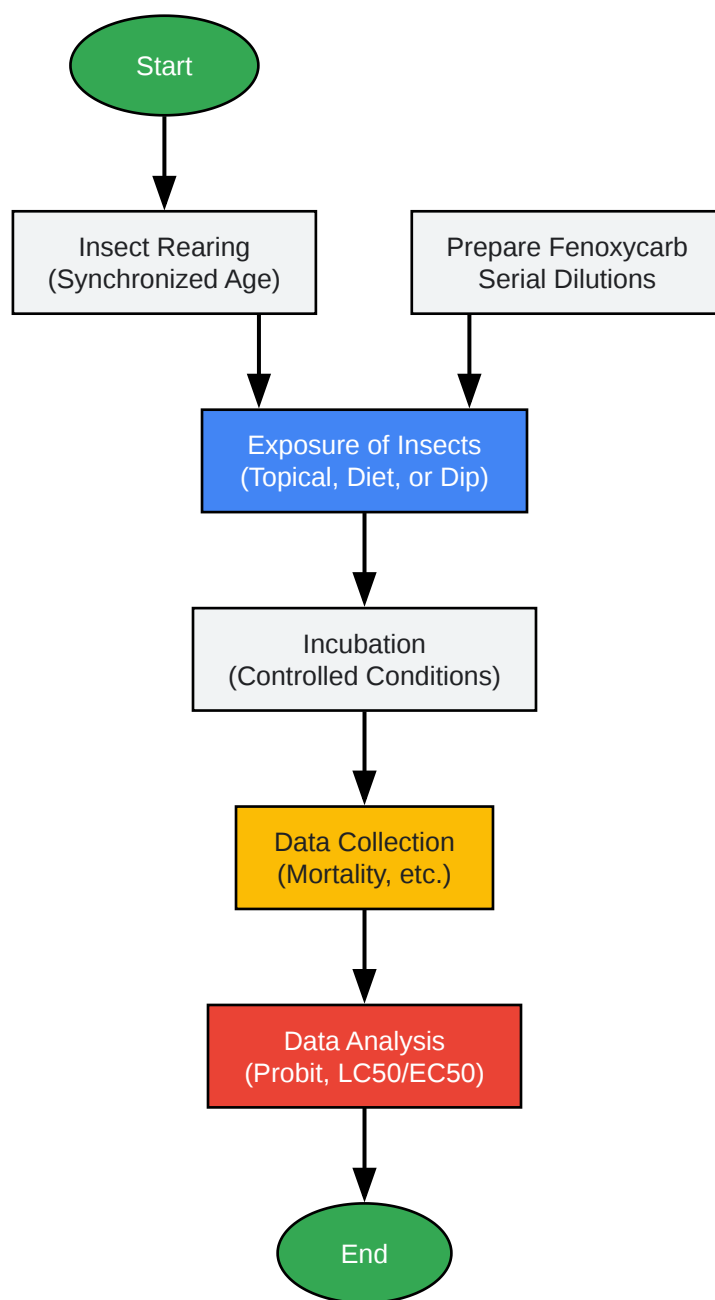 Start
Insect Rearing
(Synchronized Age)
Prepare Fenoxycarb
Serial Dilutions
Exposure of Insects
(Topical, Diet, or Dip)
Incubation
(Controlled Conditions)
Data Collection
(Mortality, etc.)
Data Analysis
(Probit, LC50/EC50)
End